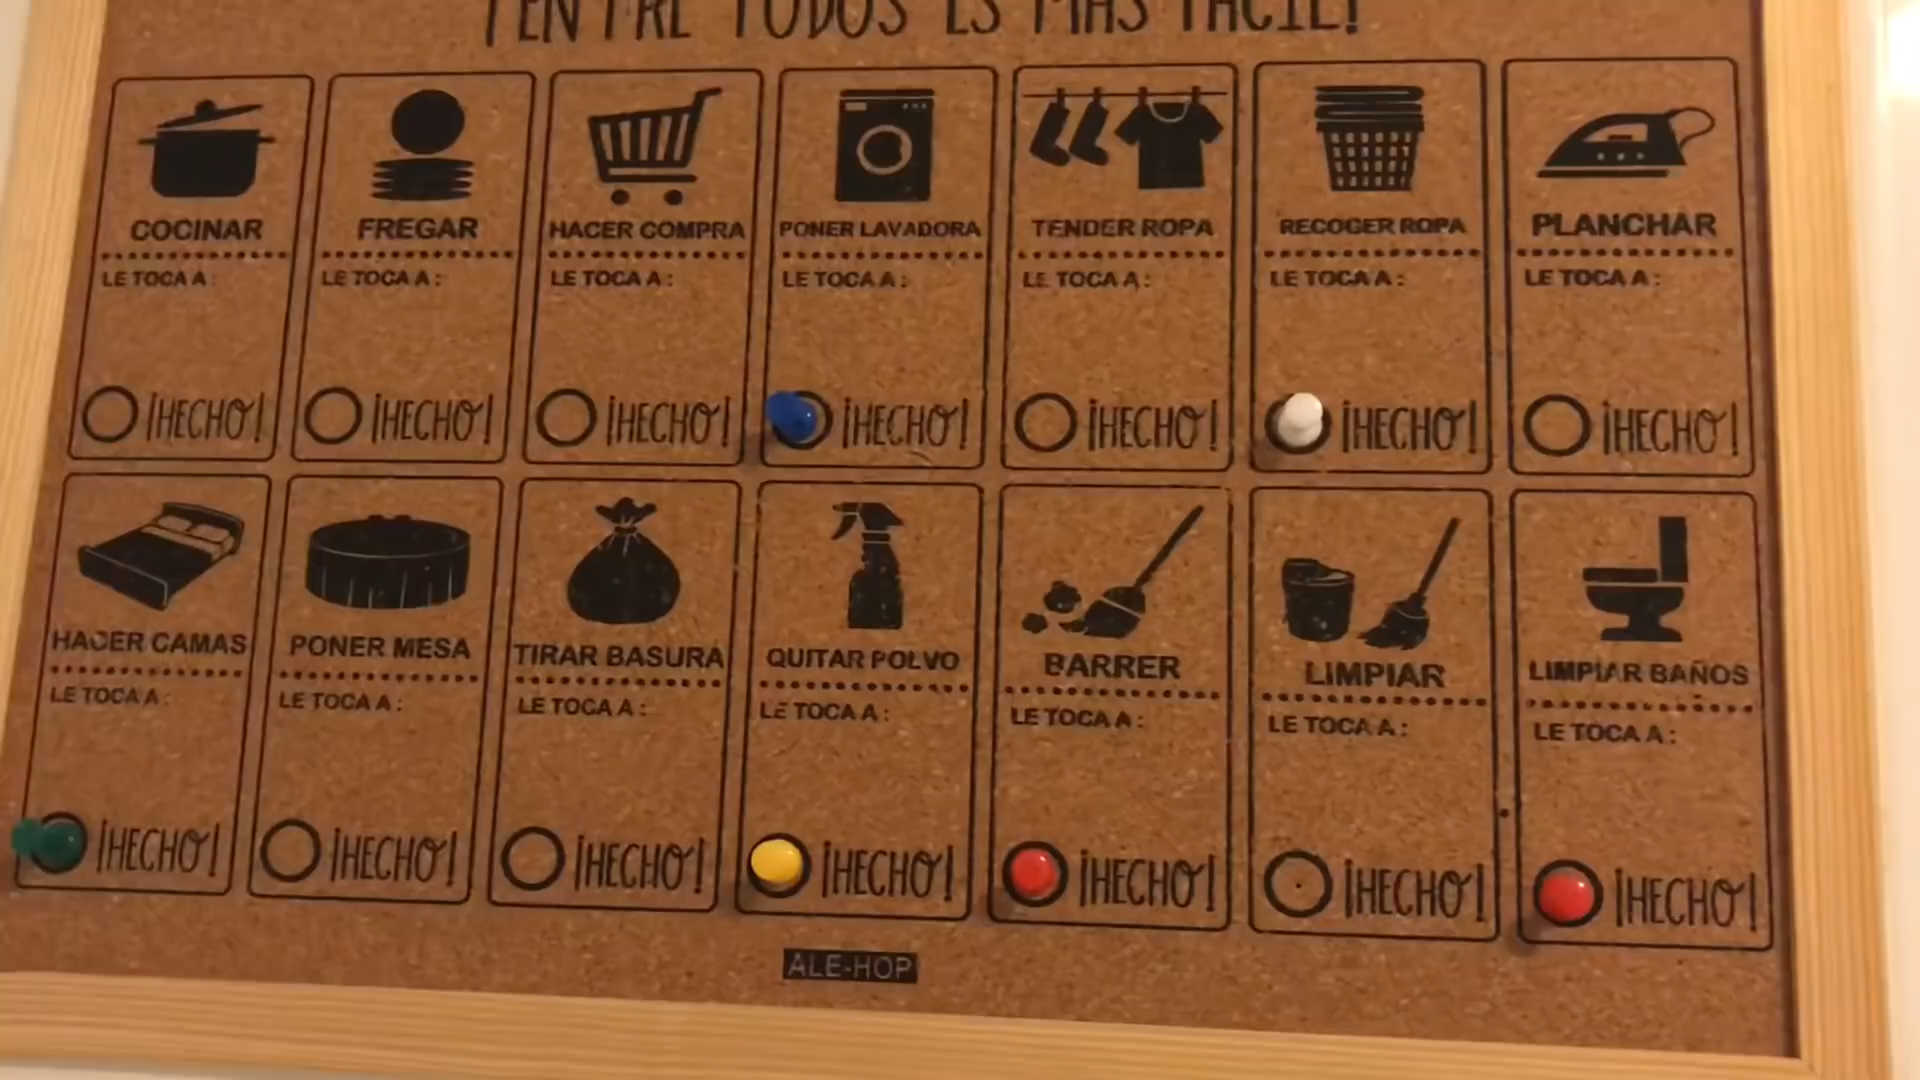 ¡ENTRE TODOS ES MÁS FÁCIL!
COCINAR
LE TOCA A:
¡HECHO!
FREGAR
LE TOCA A:
¡HECHO!
HACER COMPRA
LE TOCA A:
¡HECHO!
PONER LAVADORA
LE TOCA A:
¡HECHO!
TENDER ROPA
LE TOCA A:
¡HECHO!
RECOGER ROPA
LE TOCA A:
¡HECHO!
PLANCHAR
LE TOCA A:
¡HECHO!
HACER CAMAS
LE TOCA A:
¡HECHO!
PONER MESA
LE TOCA A:
¡HECHO!
TIRAR BASURA
LE TOCA A:
¡HECHO!
QUITAR POLVO
LE TOCA A:
¡HECHO!
BARRER
LE TOCA A:
¡HECHO!
LIMPIAR
LE TOCA A:
¡HECHO!
LIMPIAR BAÑOS
LE TOCA A:
¡HECHO!
ALE-HOP